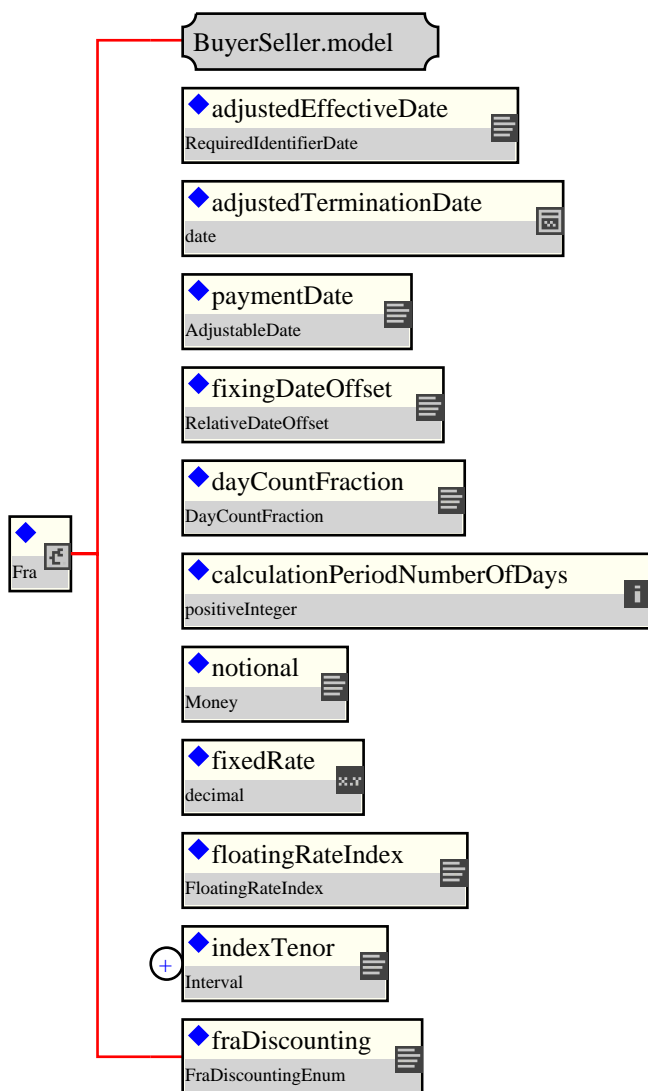 BuyerSeller.model
adjustedEffectiveDate
RequiredIdentifierDate
adjustedTerminationDate
date
paymentDate
AdjustableDate
fixingDateOffset
RelativeDateOffset
dayCountFraction
DayCountFraction
Fra
calculationPeriodNumberOfDays
positiveInteger
notional
Money
fixedRate
decimal
x.y
floatingRateIndex
FloatingRateIndex
indexTenor
Interval
+
fraDiscounting
FraDiscountingEnum